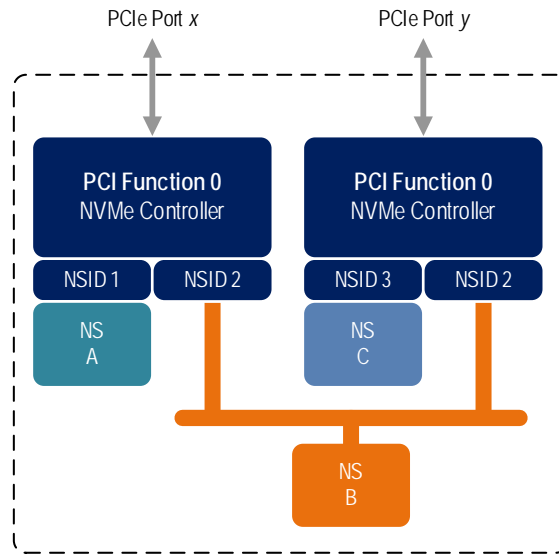 PCIe Port x
PCIe Port y
PCI Function 0
NVMe Controller
PCI Function 0
NVMe Controller
NSID 1
NSID 2
NSID 3
NSID 2
NS
A
NS
C
NS
B